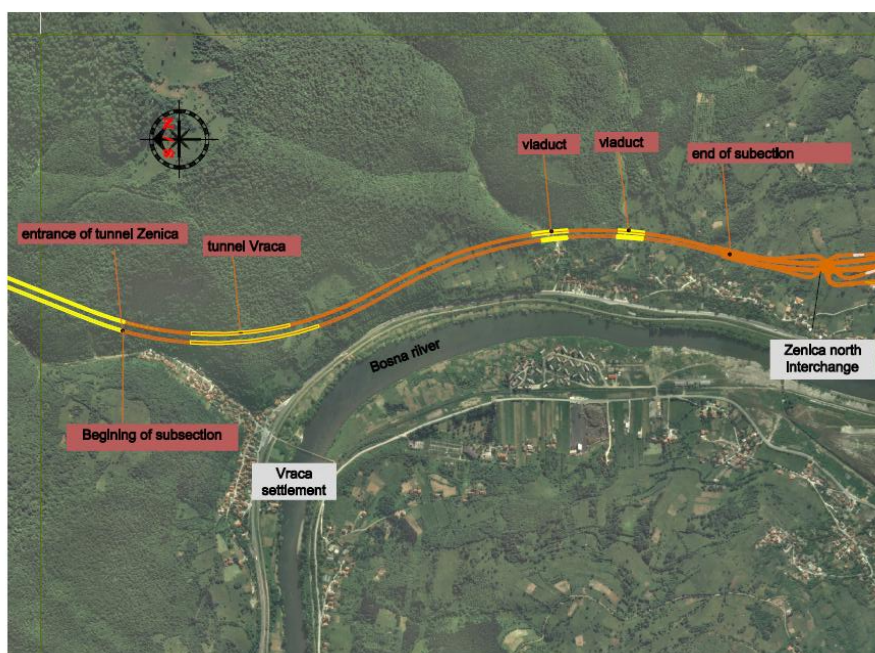 viaduct
viaduct
end of subection
entrance of tunnel Zenica
tunnel Vraca
Bosna river
Zenica north
interchange
Begining of subsection
Vraca
settlement